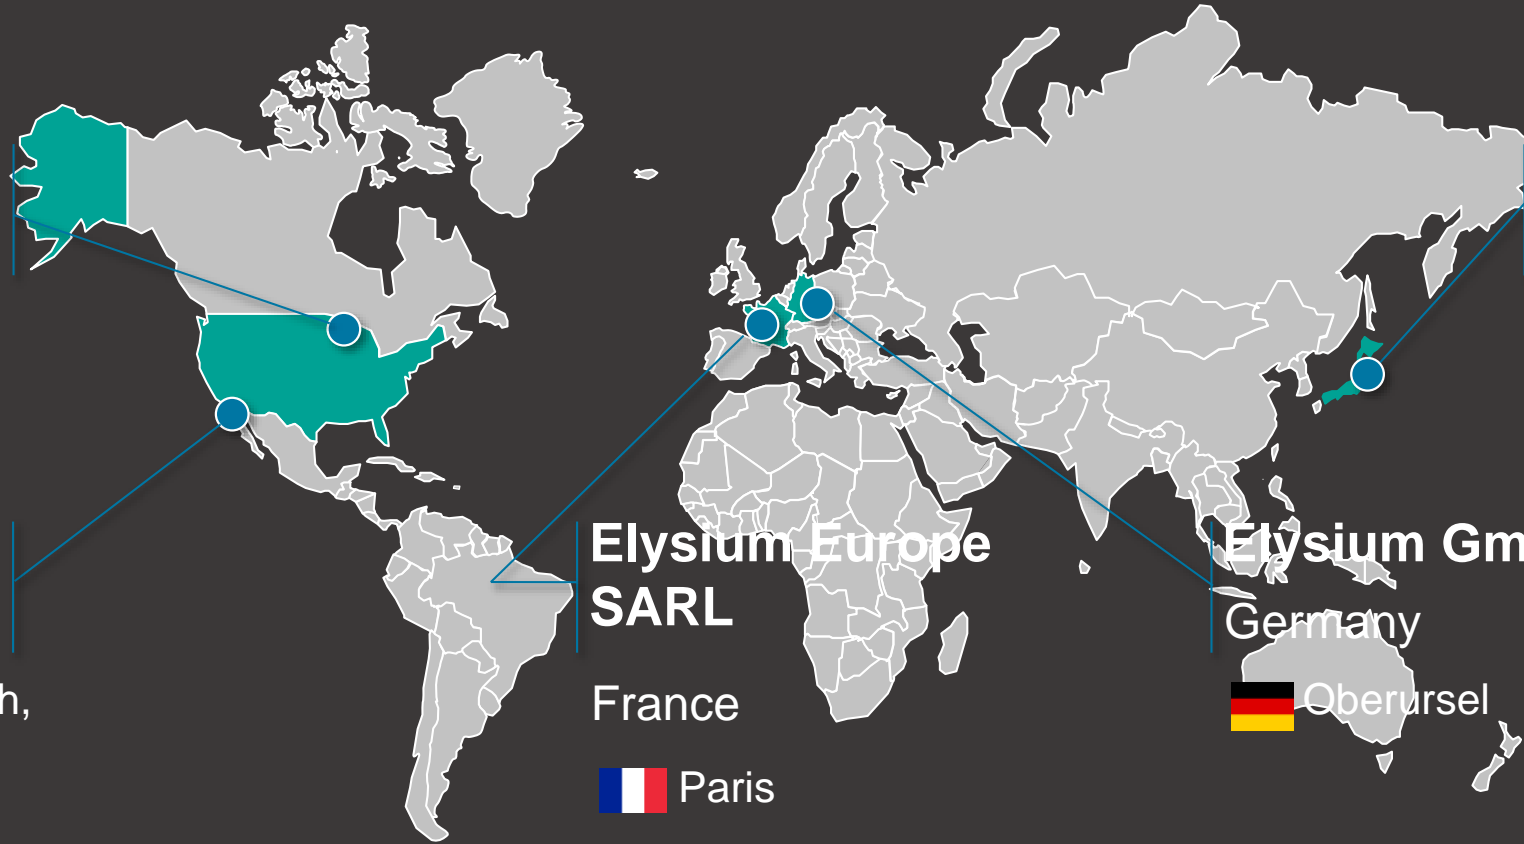 Elysium Europe
SARL
France
Paris
Elysium Gm
Germany
Oberursel
h,